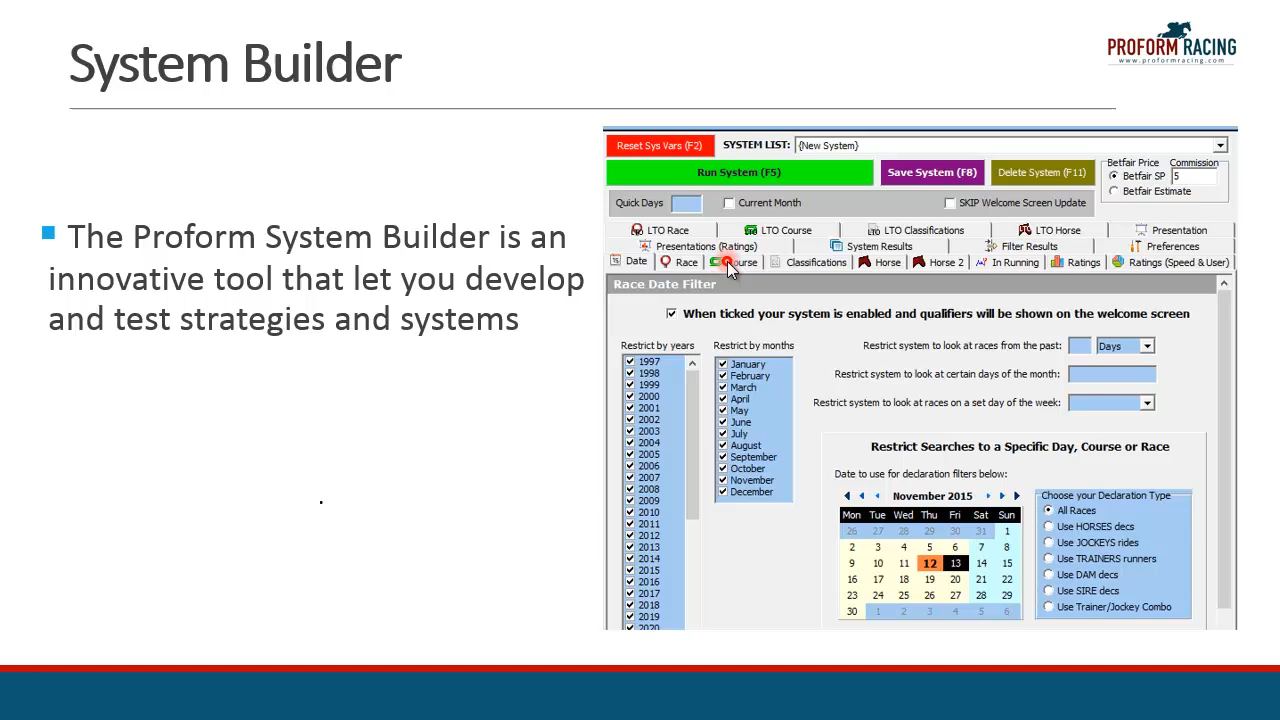 System Builder
PROFORM RACING
www.proformracing.com
The Proform System Builder is an
innovative tool that let you develop
and test strategies and systems
.
Reset Sys Vars (F2) SYSTEM LIST: {New System}
Run System (F5) Save System (F8) Delete System (F11)
Betfair Price Commission
Betfair SP 5
Betfair Estimate
Quick Days Current Month SKIP Welcome Screen Update
LTO Race LTO Course LTO Classifications LTO Horse Presentation
Presentations (Ratings) System Results Filter Results Preferences
Date Race Course Classifications Horse Horse 2 In Running Ratings Ratings (Speed & User)
Race Date Filter
When ticked your system is enabled and qualifiers will be shown on the welcome screen
Restrict by years
1997
1998
1999
2000
2001
2002
2003
2004
2005
2006
2007
2008
2009
2010
2011
2012
2013
2014
2015
2016
2017
2018
2019
2020
Restrict by months
January
February
March
April
May
June
July
August
September
October
November
December
Restrict system to look at races from the past: Days
Restrict system to look at certain days of the month:
Restrict system to look at races on a set day of the week:
Restrict Searches to a Specific Day, Course or Race
Date to use for declaration filters below:
November 2015
Mon Tue Wed Thu Fri Sat Sun
26 27 28 29 30 31 1
2 3 4 5 6 7 8
9 10 11 12 13 14 15
16 17 18 19 20 21 22
23 24 25 26 27 28 29
30 1 2 3 4 5 6
Choose your Declaration Type
All Races
Use HORSES decs
Use JOCKEYS rides
Use TRAINERS runners
Use DAM decs
Use SIRE decs
Use Trainer/Jockey Combo